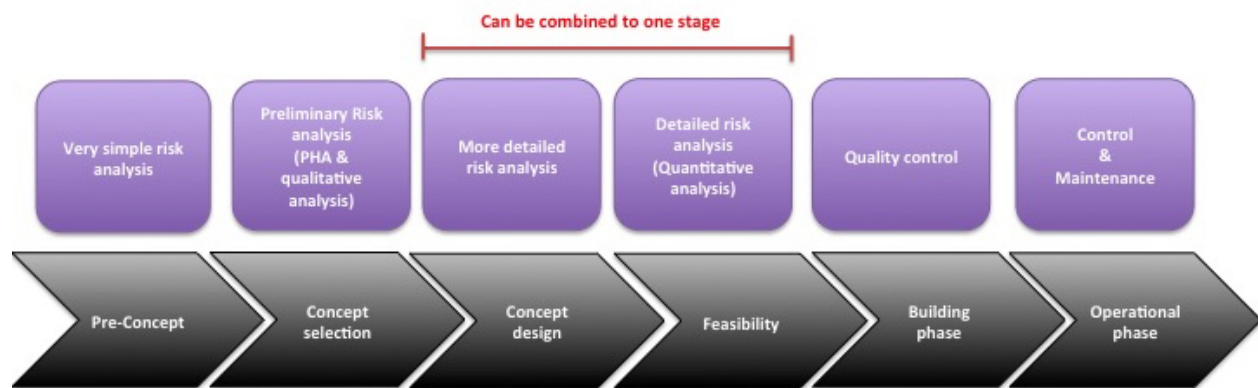 Can be combined to one stage
Very simple risk
analysis
Preliminary Risk
analysis
(PHA &
qualitative
analysis)
More detailed
risk analysis
Detailed risk
analysis
(Quantitative
analysis)
Quality control
Control
&
Maintenance
Pre-Concept
Concept
selection
Concept
design
Feasibility
Building
phase
Operational
phase